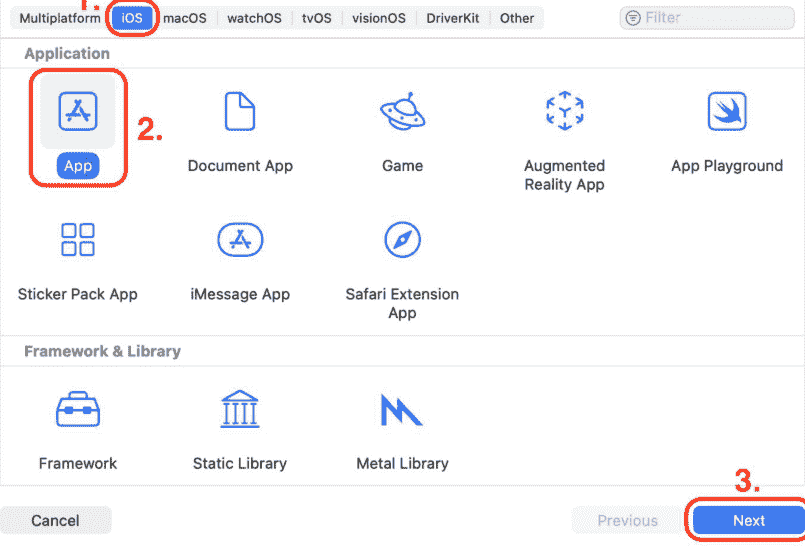 1.
Multiplatform iOS macOS watchOS tvOS visionOS DriverKit Other Filter
Application
2.
App Document App Game Augmented Reality App App Playground
Sticker Pack App iMessage App Safari Extension App
Framework & Library
Framework Static Library Metal Library
3.
Cancel Previous Next